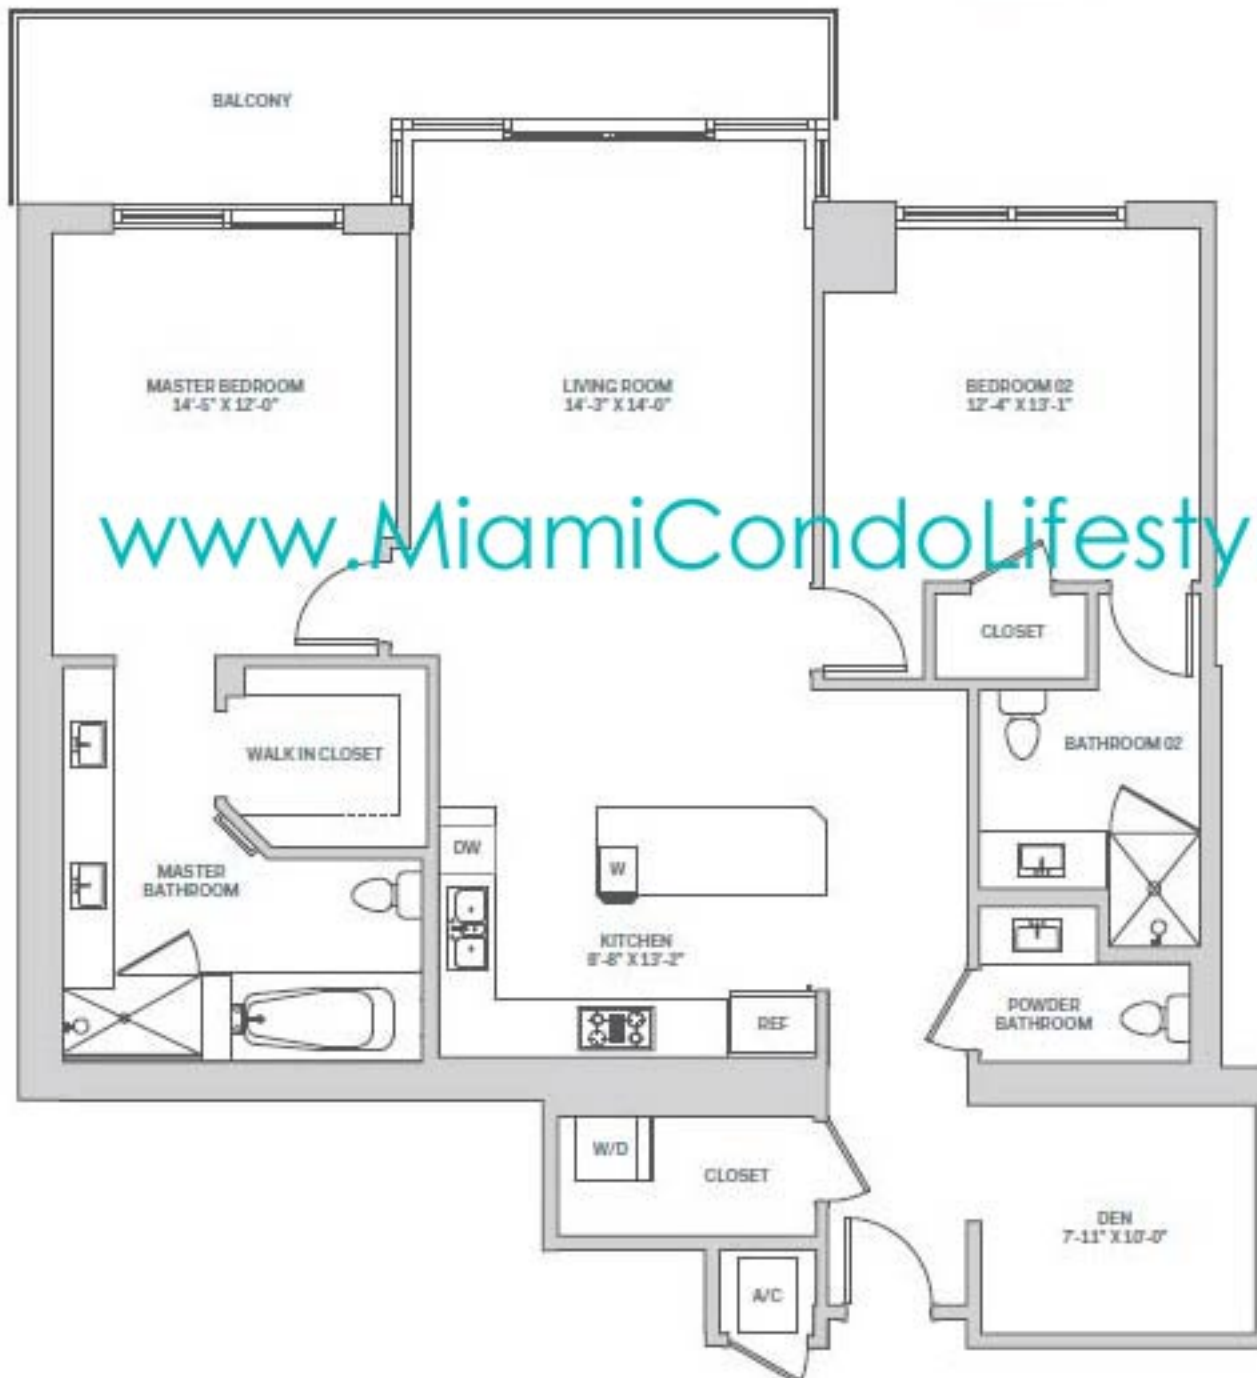 BALCONY
MASTER BEDROOM
14'-5" X 12'-0"
LIVING ROOM
14'-3" X 14'-0"
BEDROOM 02
12'-4" X 13'-1"
www.MiamiCondoLifesty
CLOSET
WALK IN CLOSET
BATHROOM 02
DW
W
MASTER
BATHROOM
KITCHEN
8'-8" X 13'-2"
REF
POWDER
BATHROOM
W/D
CLOSET
DEN
7'-11" X 10'-0"
A/C